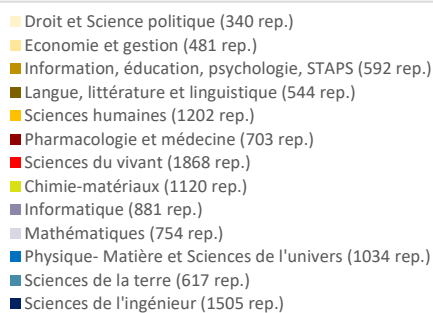 Droit et Science politique (340 rep.)
Economie et gestion (481 rep.)
Information, éducation, psychologie, STAPS (592 rep.)
Langue, littérature et linguistique (544 rep.)
Sciences humaines (1202 rep.)
Pharmacologie et médecine (703 rep.)
Sciences du vivant (1868 rep.)
Chimie-matériaux (1120 rep.)
Informatique (881 rep.)
Mathématiques (754 rep.)
Physique- Matière et Sciences de l'univers (1034 rep.)
Sciences de la terre (617 rep.)
Sciences de l'ingénieur (1505 rep.)